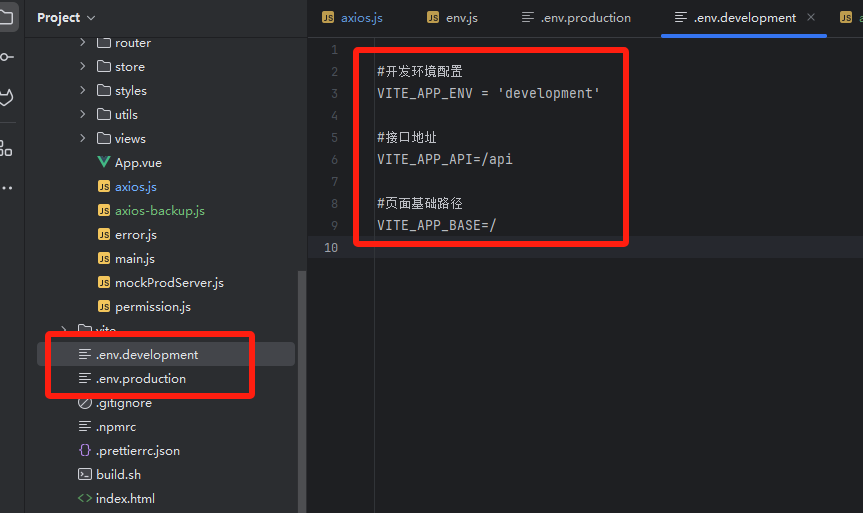 Project
axios.js
env.js
.env.production
.env.development
router
store
styles
utils
views
App.vue
axios.js
axios-backup.js
error.js
main.js
mockProdServer.js
permission.js
vite
.env.development
.env.production
.gitignore
.npmrc
.prettierrc.json
build.sh
index.html
1
2 #开发环境配置
3 VITE_APP_ENV = 'development'
4
5 #接口地址
6 VITE_APP_API=/api
7
8 #页面基础路径
9 VITE_APP_BASE=/
10